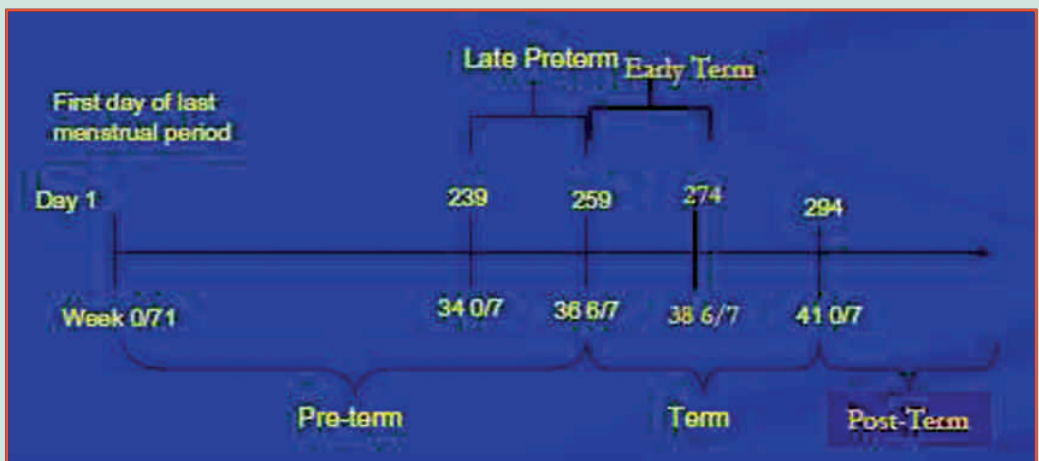 Late Preterm Early Term
First day of last
menstrual period
Day 1 239 259 274 294
Week 0/71 34 0/7 36 6/7 38 6/7 41 0/7
Pre-term Term Post-Term